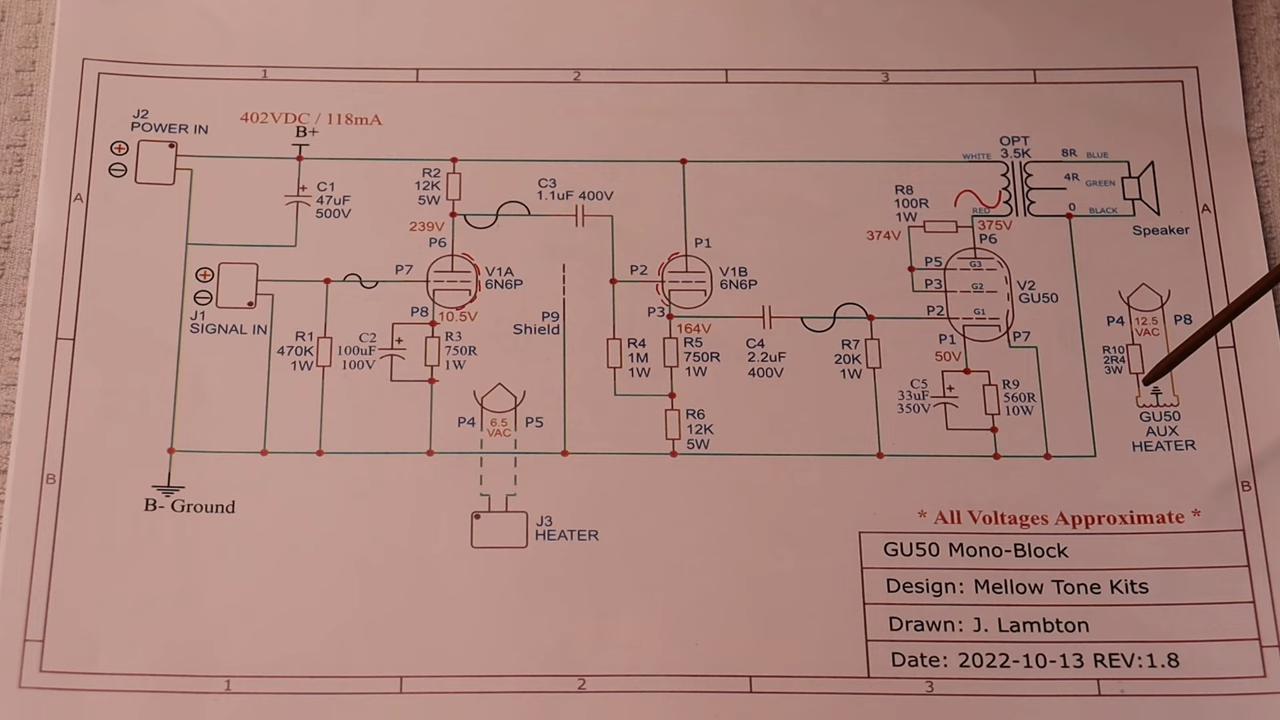 1
2
3
J2
POWER IN
402VDC / 118mA
B+
OPT
3.5K
WHITE
8R BLUE
4R GREEN
0 BLACK
RED
Speaker
R2
12K
5W
C3
1.1uF 400V
C1
47uF
500V
R8
100R
1W
239V
374V
375V
P6
P1
P6
P7
V1A
6N6P
P2
V1B
6N6P
P5
G3
P3
G2
V2
GU50
J1
SIGNAL IN
P8
10.5V
P9
Shield
P3
164V
P2
G1
P1
P7
50V
P4
12.5
VAC
P8
R1
470K
1W
C2
100uF
100V
R3
750R
1W
R4
1M
1W
R5
750R
1W
C4
2.2uF
400V
R7
20K
1W
C5
33uF
350V
R9
560R
10W
R10
2R4
3W
P4
6.5
VAC
P5
R6
12K
5W
GU50
AUX
HEATER
A
A
B
B
B- Ground
J3
HEATER
* All Voltages Approximate *
GU50 Mono-Block
Design: Mellow Tone Kits
Drawn: J. Lambton
Date: 2022-10-13 REV:1.8
1
2
3